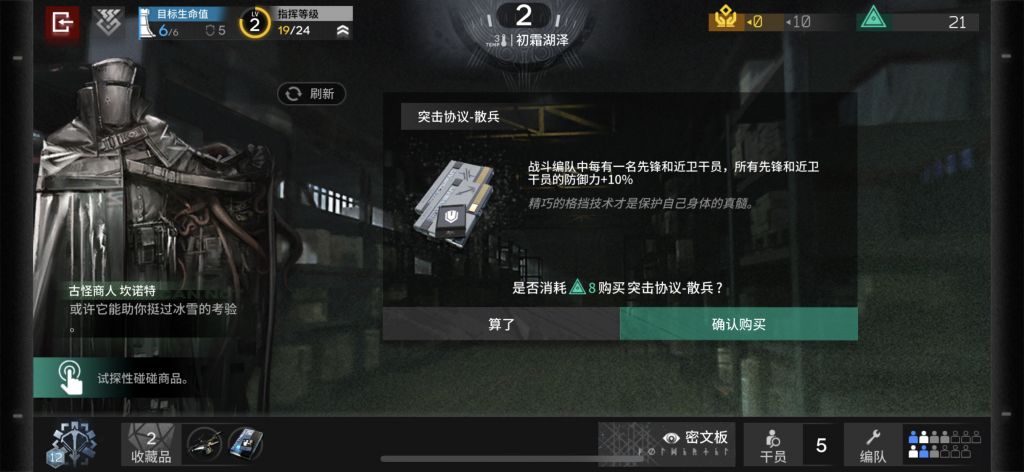 目标生命值
6/6
5
LV
2
指挥等级
19/24
2
TEMP 3
初霜湖泽
0
10
21
刷新
突击协议-散兵
战斗编队中每有一名先锋和近卫干员，所有先锋和近卫
干员的防御力+10%
精巧的格挡技术才是保护自己身体的真髓。
是否消耗 8 购买 突击协议-散兵？
算了
确认购买
古怪商人 坎诺特
或许它能助你挺过冰雪的考验
。
试探性碰碰商品。
12
2
收藏品
密文板
干员
5
编队